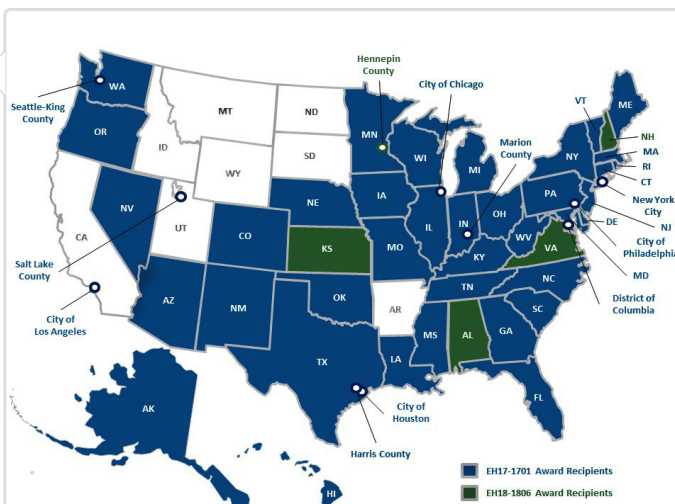 Hennepin
County
City of Chicago
Seattle-King
County
Marion
County
WA
OR
MT
ID
WY
ND
SD
MN
WI
MI
VT
ME
NH
MA
RI
CT
NY
New York
City
NJ
PA
DE
City of
Philadelphia
MD
District of
Columbia
CA
NV
UT
CO
NE
KS
IA
MO
IL
IN
OH
WV
VA
KY
Salt Lake
County
City of
Los Angeles
AZ
NM
OK
AR
TN
NC
SC
MS
AL
GA
LA
TX
FL
City of
Houston
Harris County
AK
HI
EH17-1701 Award Recipients
EH18-1806 Award Recipients